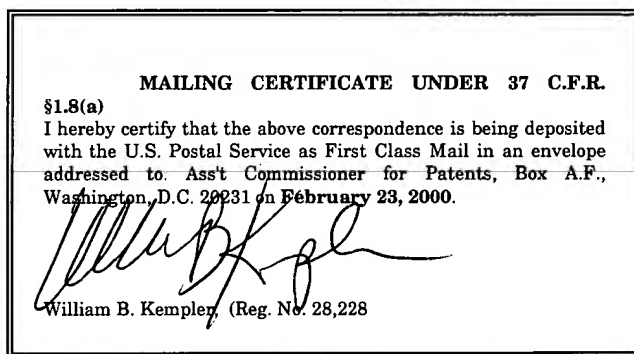 MAILING CERTIFICATE UNDER 37 C.F.R.
§1.8(a)
I hereby certify that the above correspondence is being deposited
with the U.S. Postal Service as First Class Mail in an envelope
addressed to. Ass't Commissioner for Patents, Box A.F.,
Washington, D.C. 20231 on February 23, 2000.
William B. Kempler
William B. Kempler, (Reg. No. 28,228